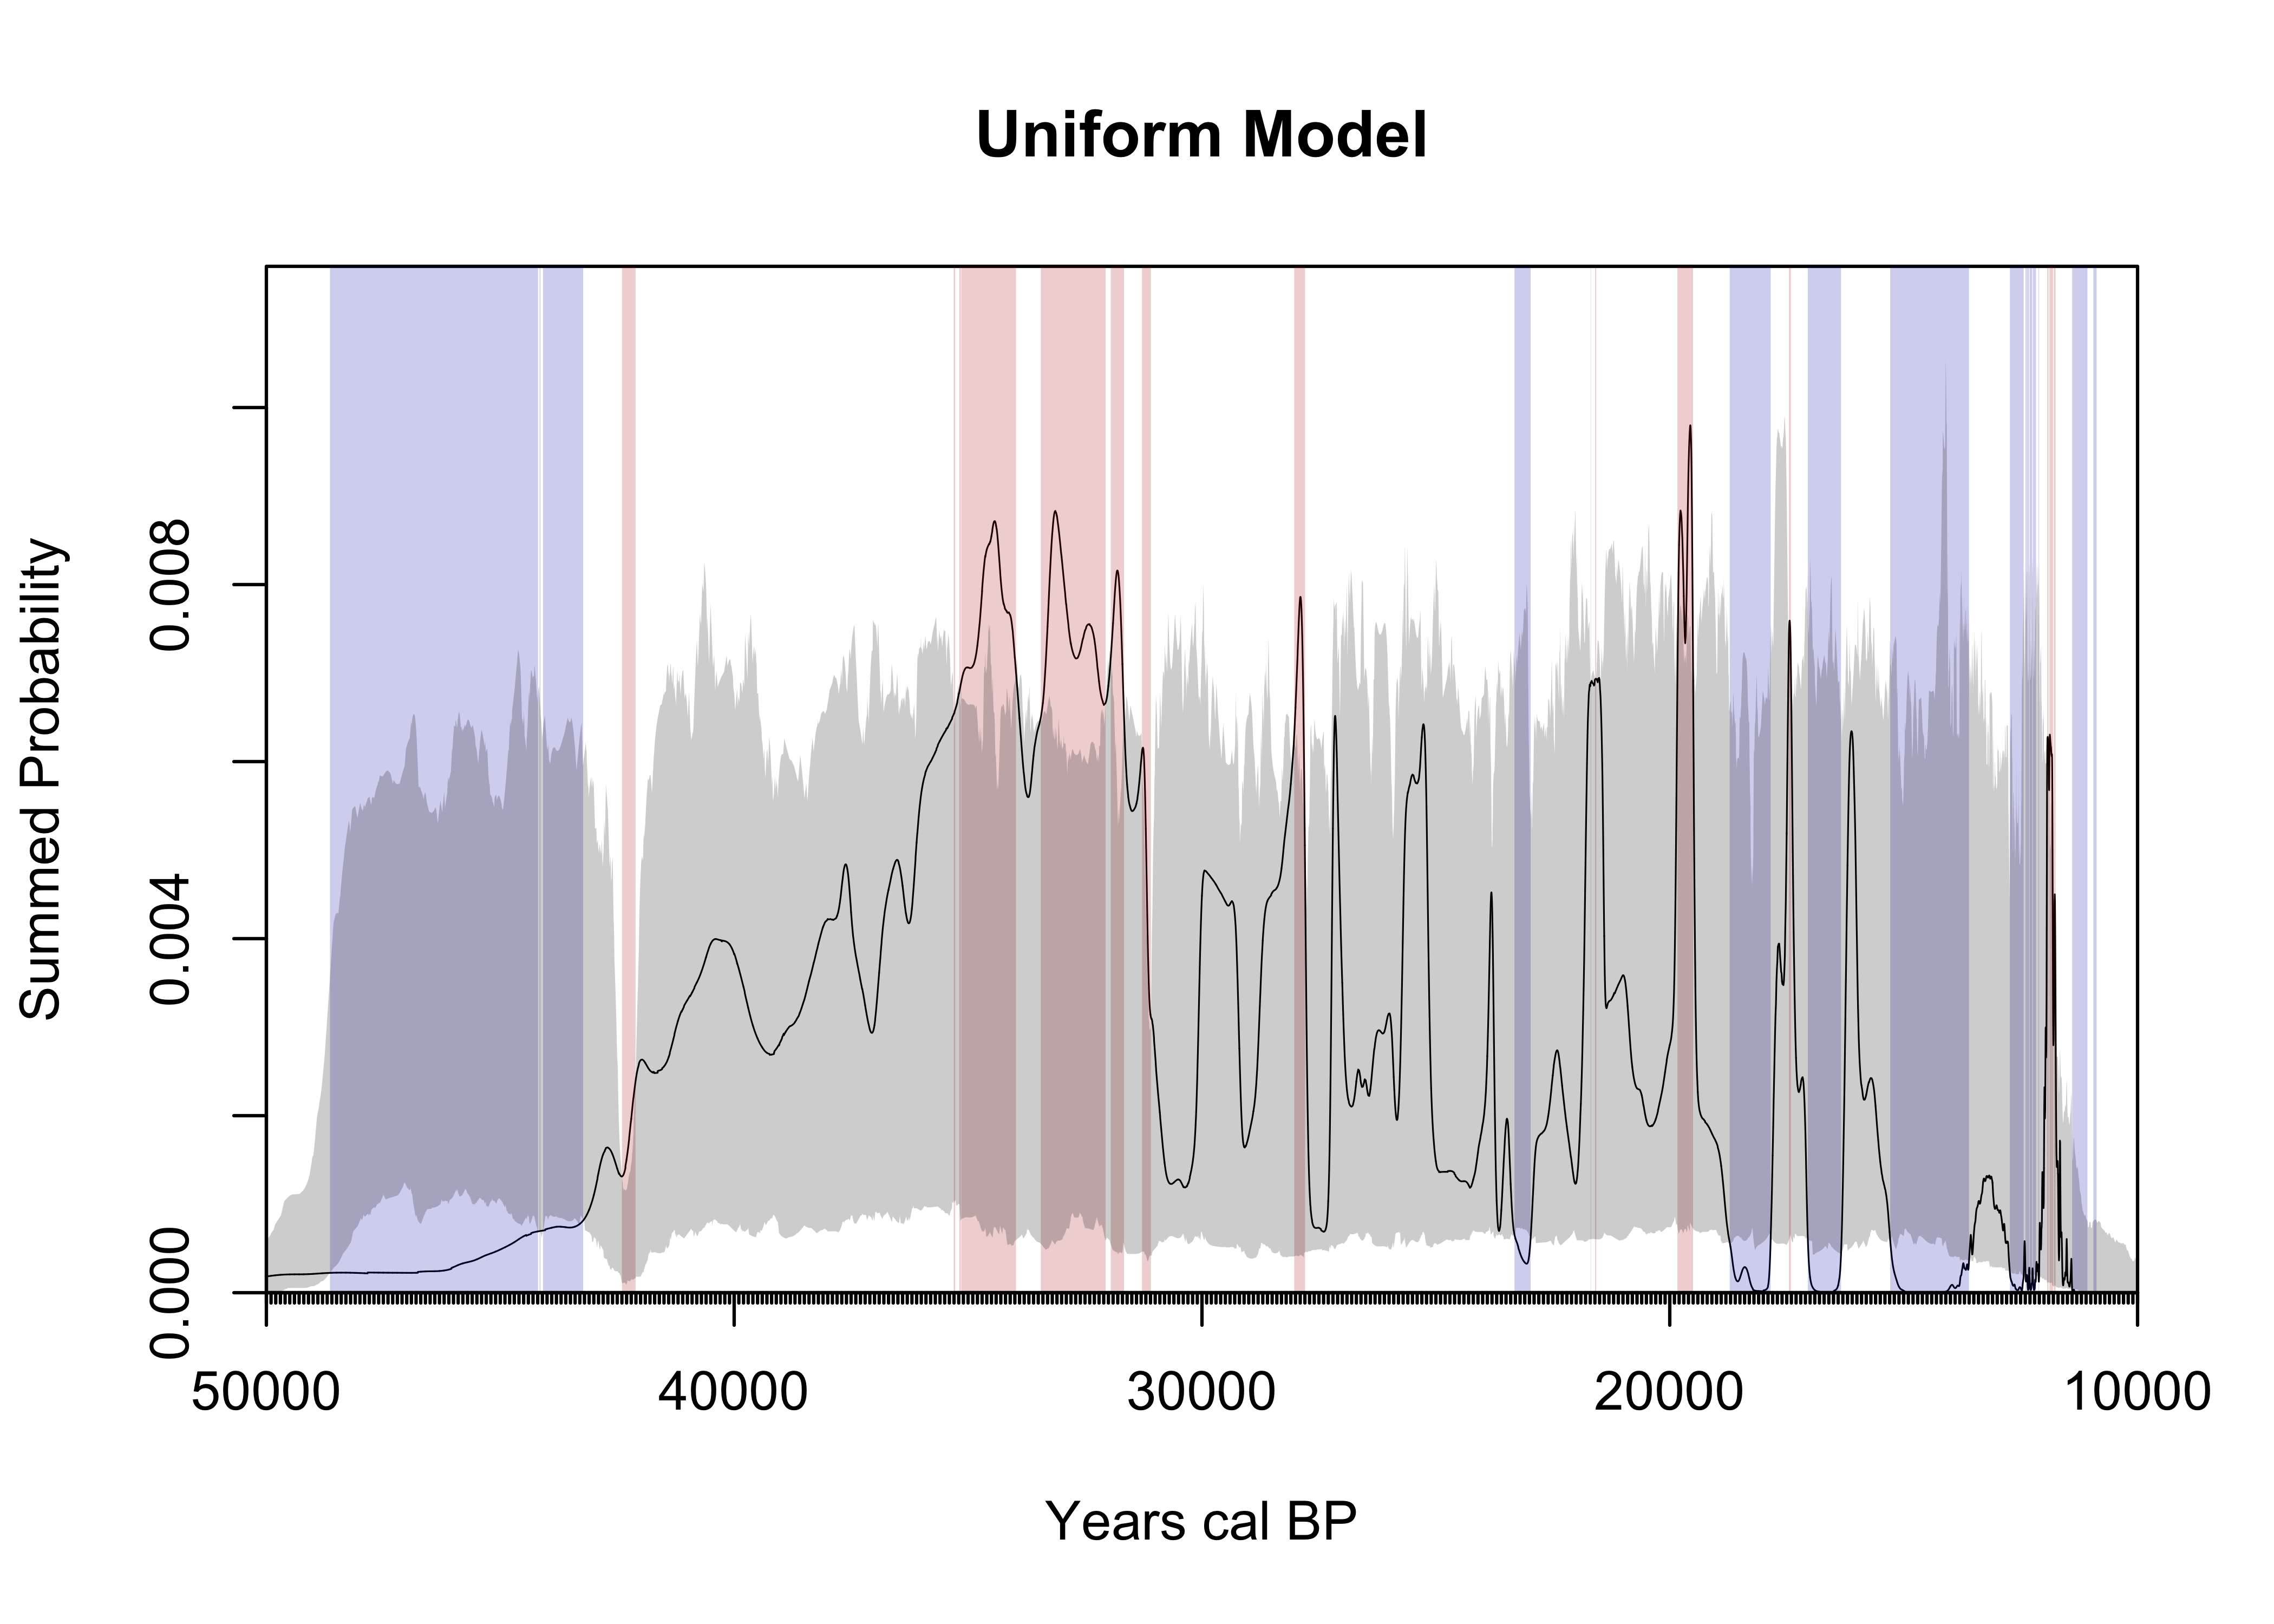 Uniform Model
Summed Probability
0.008
0.004
0.000
50000 40000 30000 20000 10000
Years cal BP